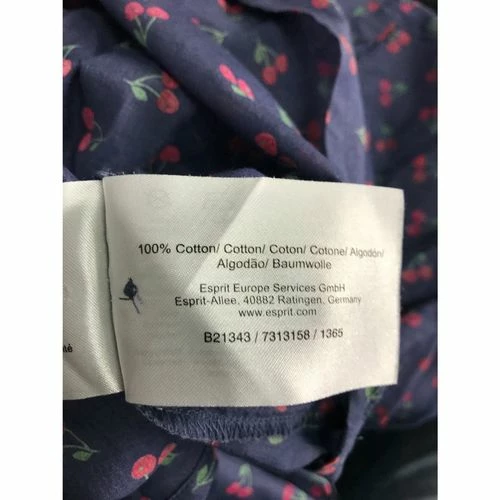 100% Cotton/ Cotton/ Coton/ Cotone/ Algodón/
Algodão/ Baumwolle
Esprit Europe Services GmbH
Esprit-Allee, 40882 Ratingen, Germany
www.esprit.com
B21343 / 7313158 / 1365